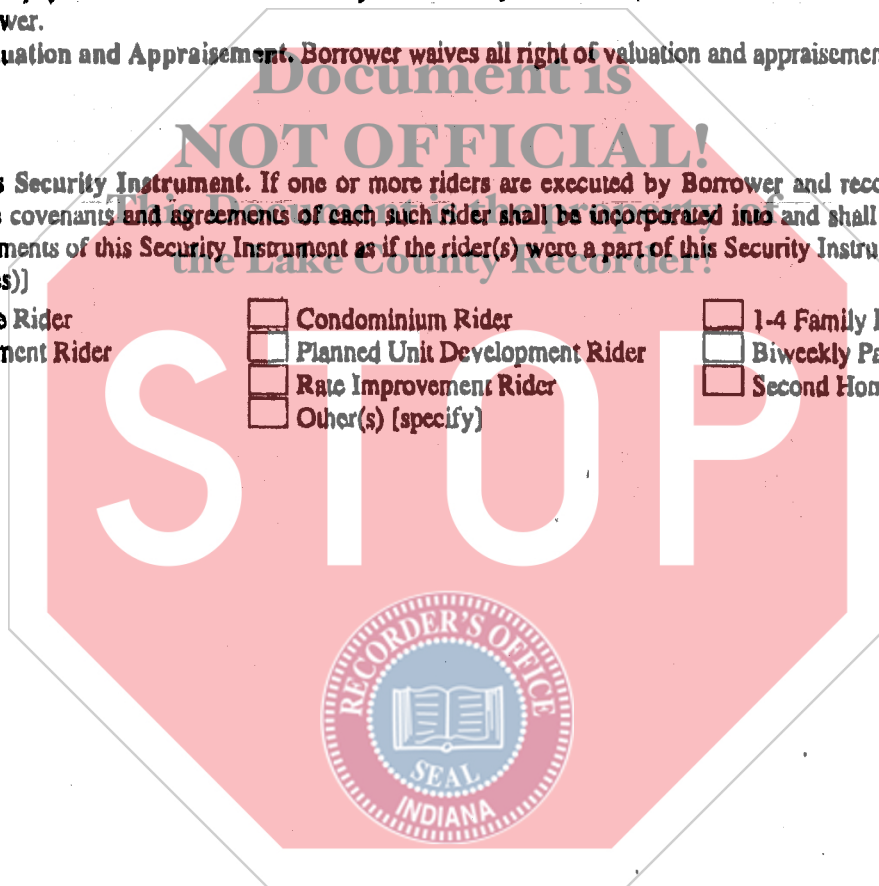 wer.
uation and Appraisement. Borrower waives all right of valuation and appraisemen
Document is
NOT OFFICIAL!
s Security Instrument. If one or more riders are executed by Borrower and reco
covenants and agreements of each such rider shall be incorporated into and shall
This Document is the property of
ments of this Security Instrument as if the rider(s) were a part of this Security Instru
the Lake County Recorder!
s)]
Rider
Condominium Rider
1-4 Family
ment Rider
Planned Unit Development Rider
Biweekly Pa
Rate Improvement Rider
Second Hom
Other(s) [specify]
STOP
RECORDER'S OFFICE
SEAL
INDIANA